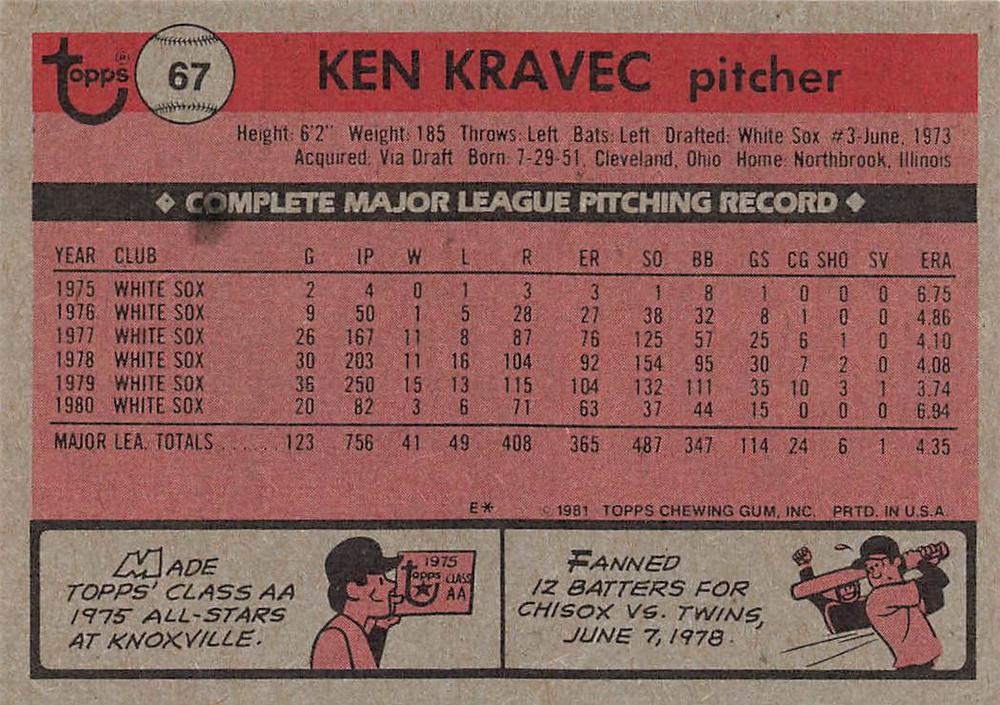 Topps® 67 KEN KRAVEC pitcher
Height: 6'2" Weight: 185 Throws: Left Bats: Left Drafted: White Sox #3-June, 1973
Acquired: Via Draft Born: 7-29-51, Cleveland, Ohio Home: Northbrook, Illinois
COMPLETE MAJOR LEAGUE PITCHING RECORD
YEAR CLUB G IP W L R ER SO BB GS CG SHO SV ERA
1975 WHITE SOX 2 4 0 1 3 3 1 8 1 0 0 0 6.75
1976 WHITE SOX 9 50 1 5 28 27 38 32 8 1 0 0 4.86
1977 WHITE SOX 26 167 11 8 87 76 125 57 25 6 1 0 4.10
1978 WHITE SOX 30 203 11 16 104 92 154 95 30 7 2 0 4.08
1979 WHITE SOX 36 250 15 13 115 104 132 111 35 10 3 1 3.74
1980 WHITE SOX 20 82 3 6 71 63 37 44 15 0 0 0 6.94
MAJOR LEA. TOTALS ...... 123 756 41 49 408 365 487 347 114 24 6 1 4.35
E* © 1981 TOPPS CHEWING GUM, INC. PRTD. IN U.S.A.
MADE
TOPPS' CLASS AA
1975 ALL-STARS
AT KNOXVILLE.
1975
Topps CLASS
AA
FANNED
12 BATTERS FOR
CHISOX VS. TWINS,
JUNE 7, 1978.